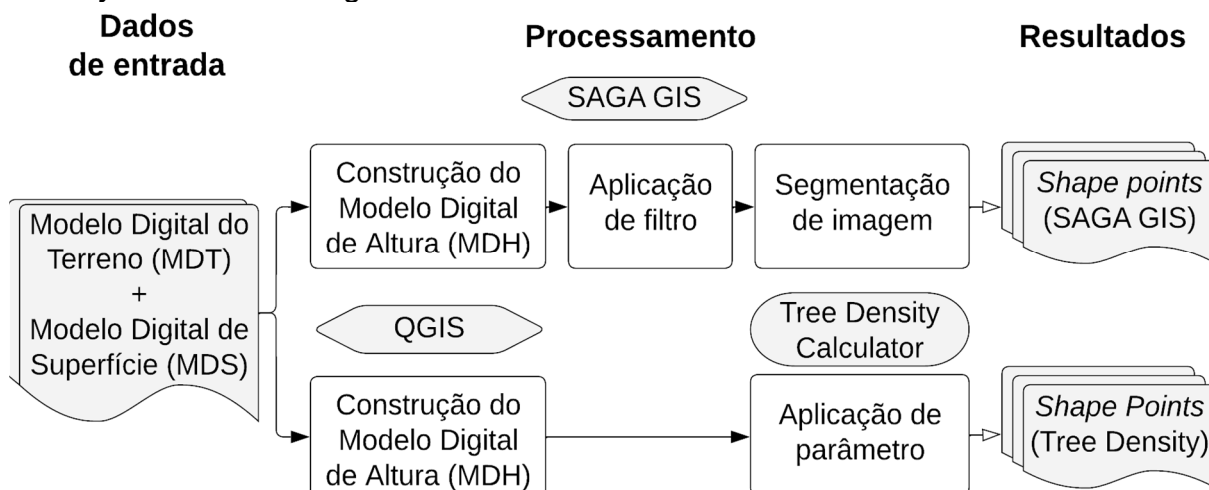 Dados
de entrada
Processamento
Resultados
SAGA GIS
Modelo Digital do
Terreno (MDT)
+
Modelo Digital de
Superfície (MDS)
Construção do
Modelo Digital
de Altura (MDH)
Aplicação
de filtro
Segmentação
de imagem
Shape points
(SAGA GIS)
QGIS
Tree Density
Calculator
Construção do
Modelo Digital
de Altura (MDH)
Aplicação de
parâmetro
Shape Points
(Tree Density)